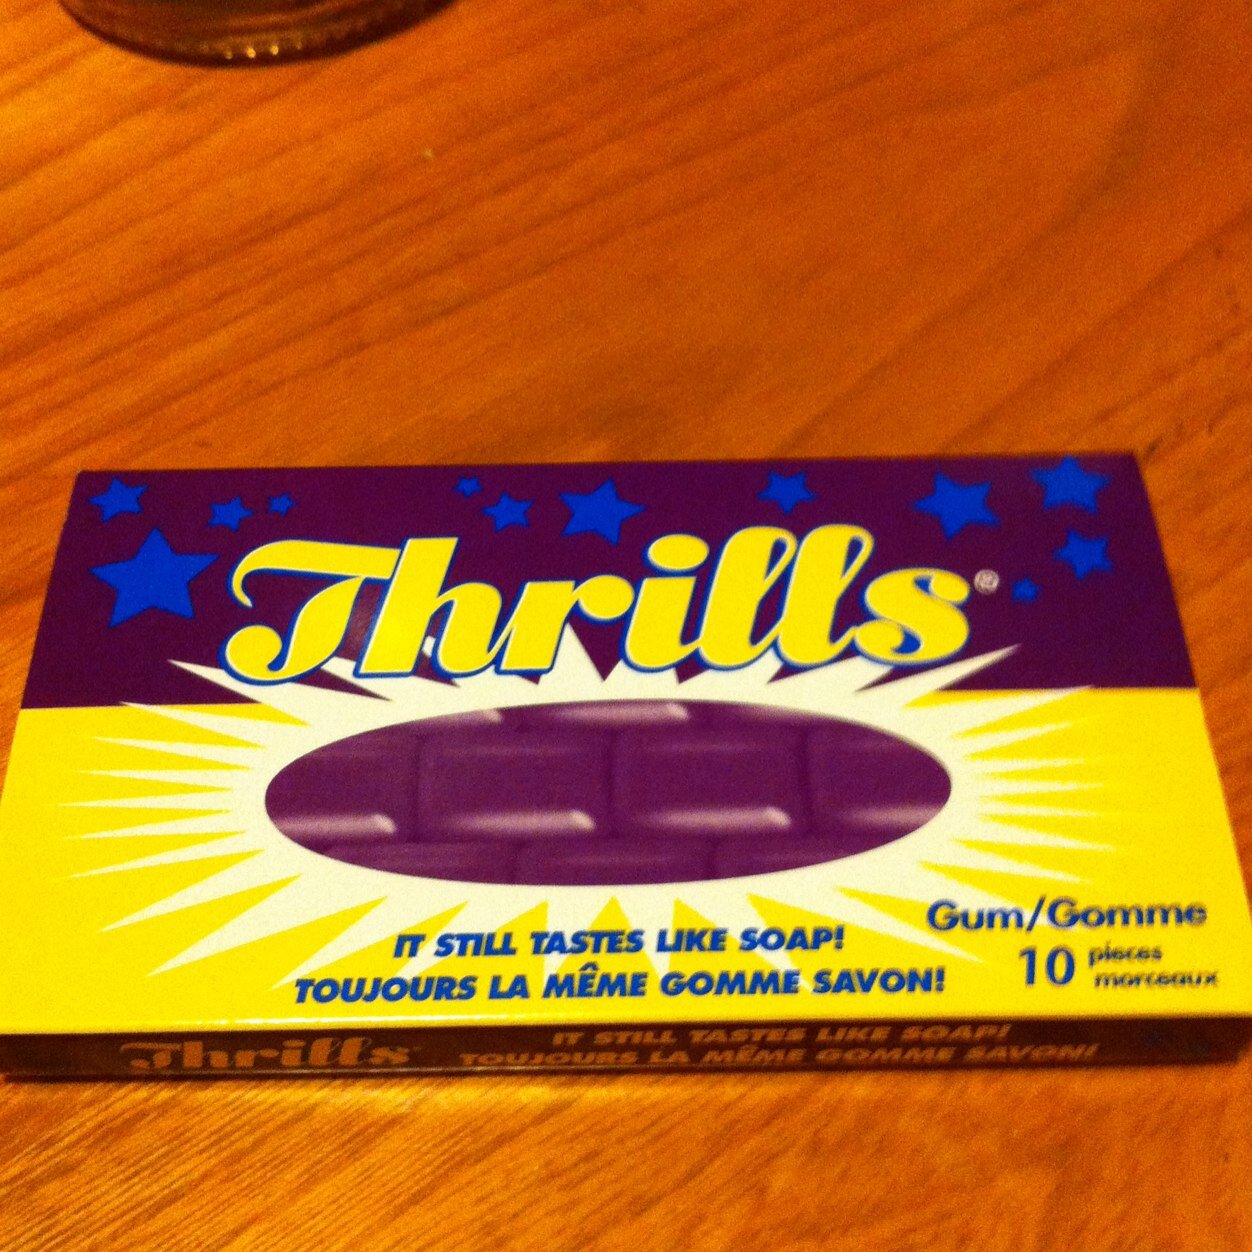 Thrills®
IT STILL TASTES LIKE SOAP!
TOUJOURS LA MÊME GOMME SAVON!
Gum/Gomme
10 pieces
morceaux
Thrills
IT STILL TASTES LIKE SOAP!
TOUJOURS LA MÊME GOMME SAVON!